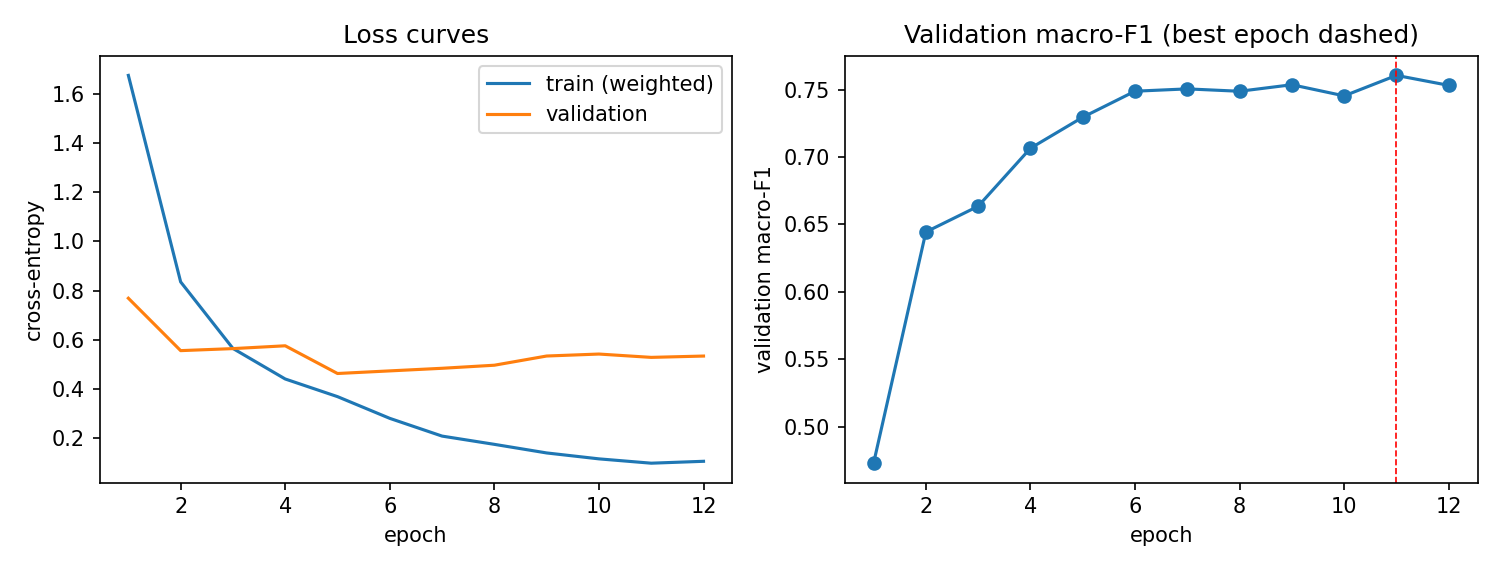 Loss curves
train (weighted)
validation
1.6
1.4
1.2
1.0
0.8
0.6
0.4
0.2
cross-entropy
2 4 6 8 10 12
epoch
Validation macro-F1 (best epoch dashed)
0.75
0.70
0.65
0.60
0.55
0.50
validation macro-F1
2 4 6 8 10 12
epoch